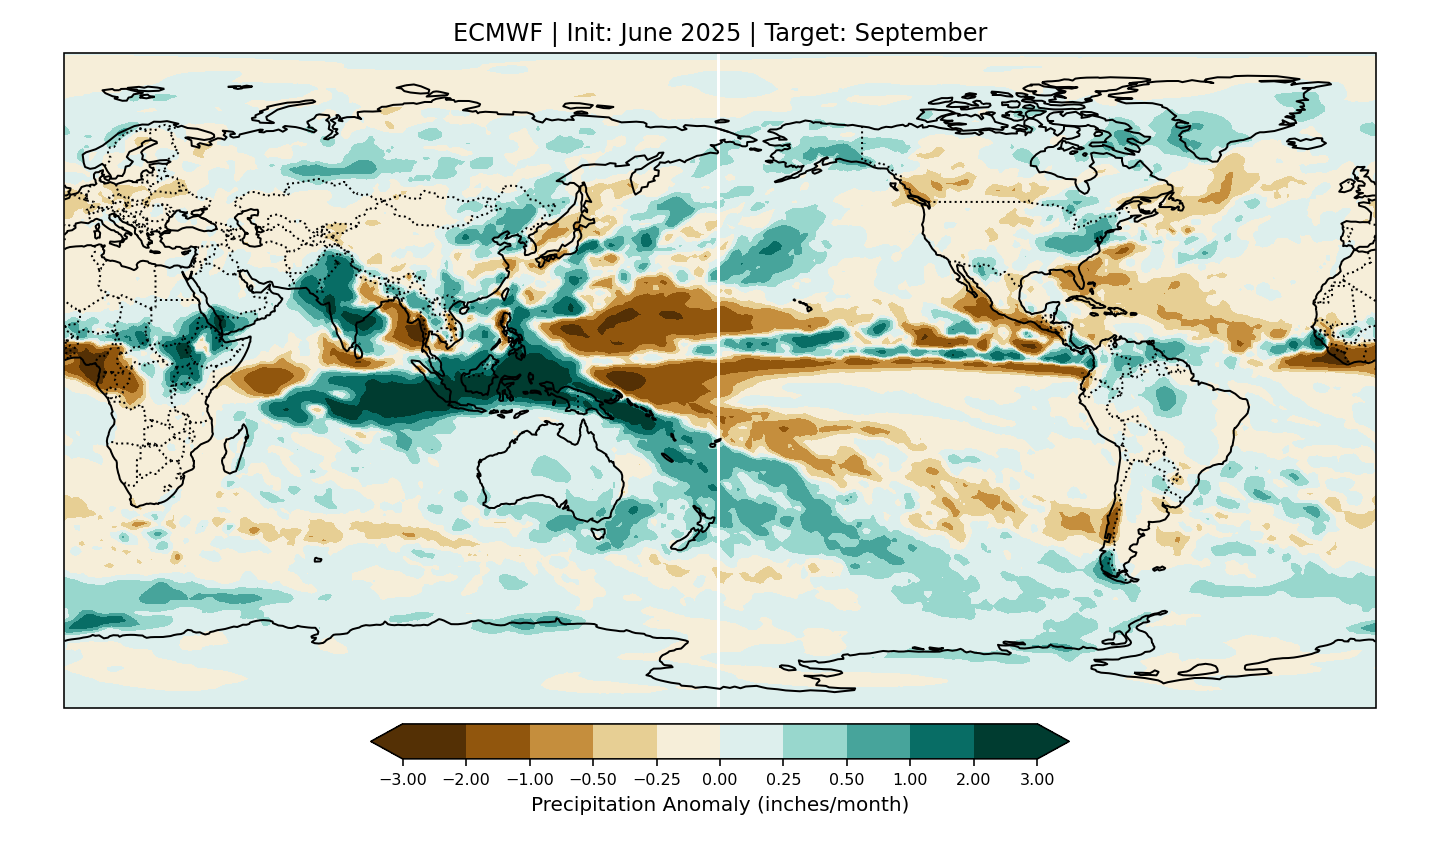 ECMWF | Init: June 2025 | Target: September
−3.00 −2.00 −1.00 −0.50 −0.25 0.00 0.25 0.50 1.00 2.00 3.00
Precipitation Anomaly (inches/month)